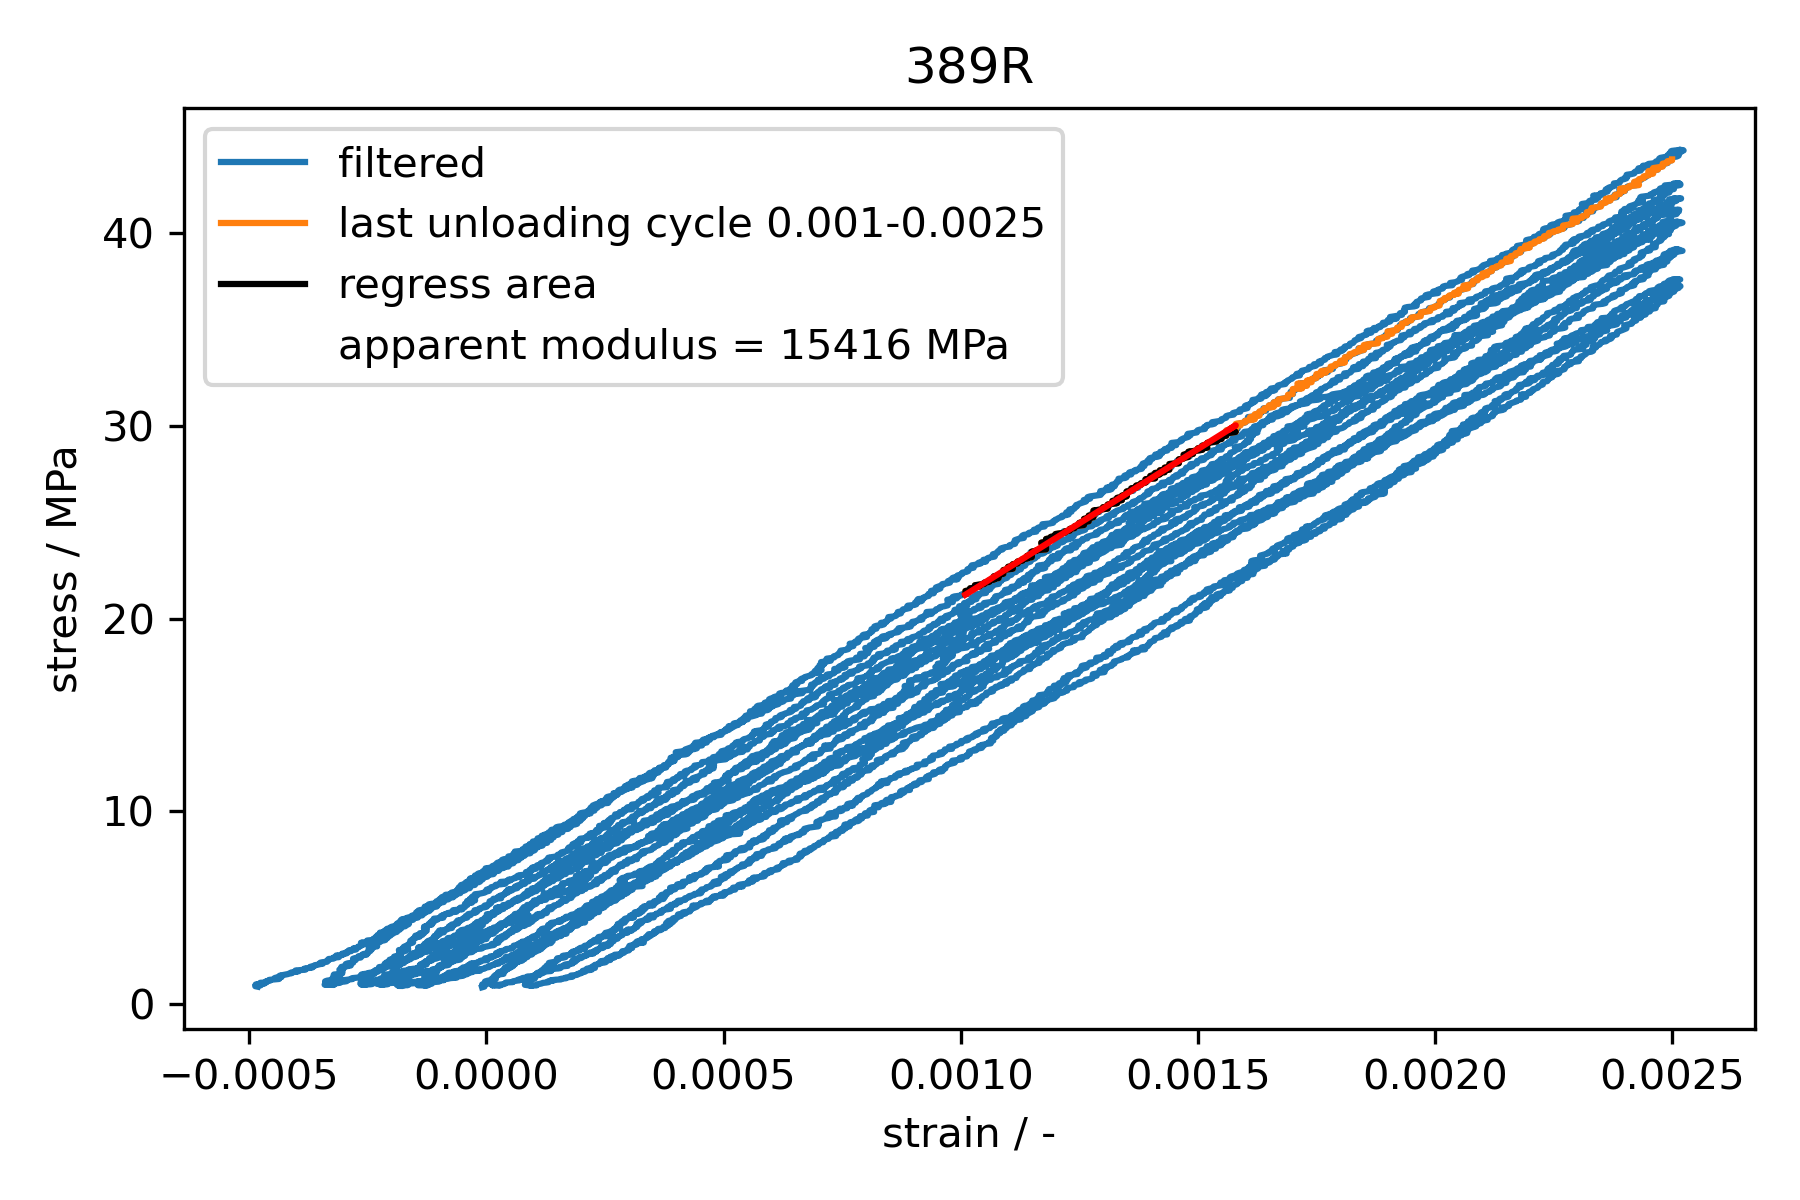 389R
filtered
last unloading cycle 0.001-0.0025
regress area
apparent modulus = 15416 MPa
40
30
20
10
0
stress / MPa
−0.0005 0.0000 0.0005 0.0010 0.0015 0.0020 0.0025
strain / -